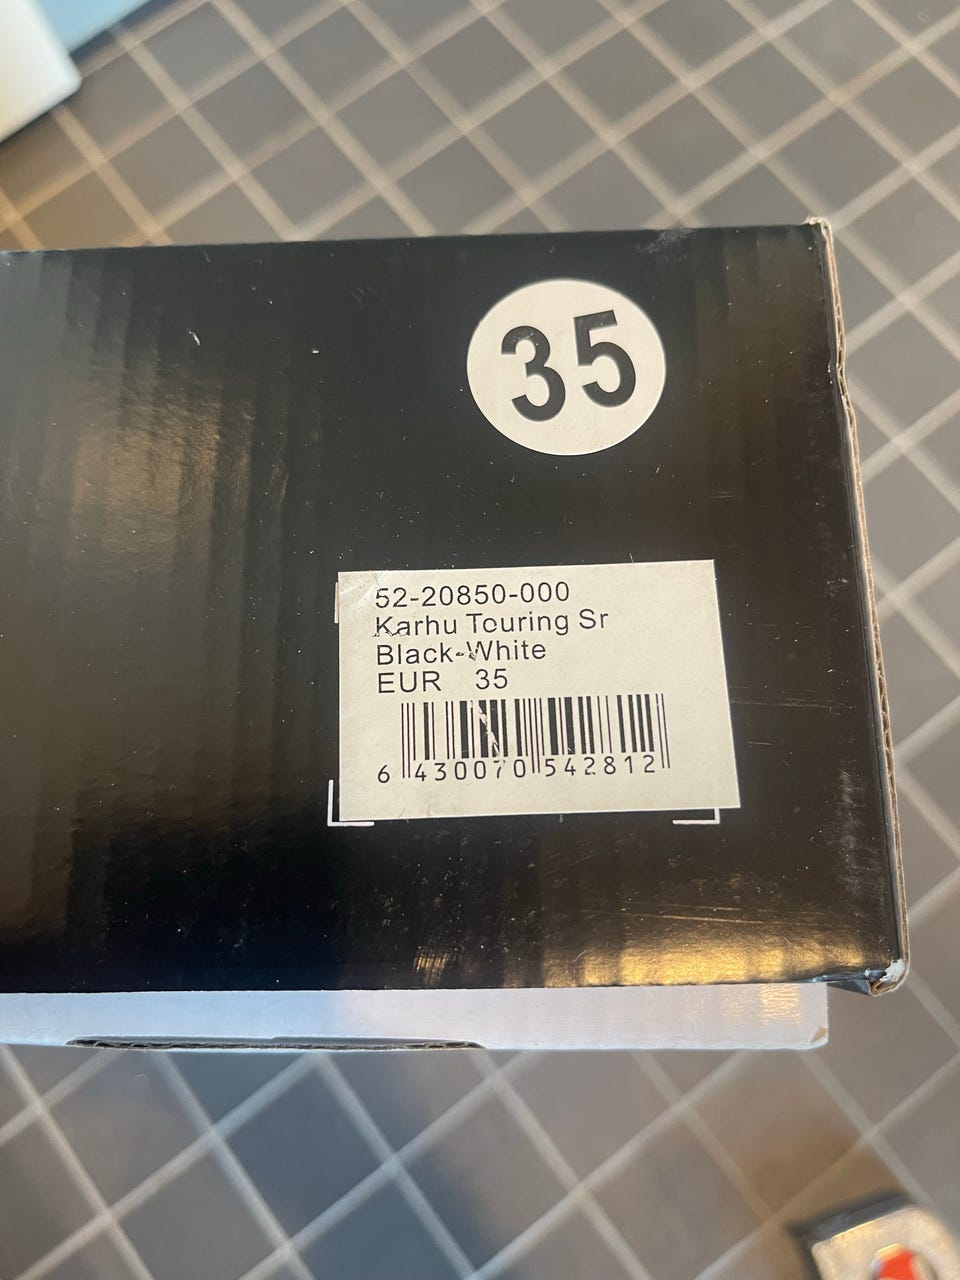 35
52-20850-000
Karhu Touring Sr
Black-White
EUR 35
6 430070 542812